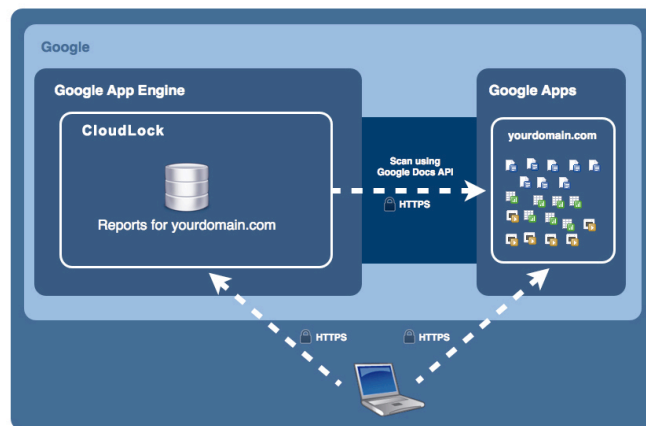 Google
Google App Engine
Google Apps
CloudLock
yourdomain.com
Scan using
Google Docs API
HTTPS
Reports for yourdomain.com
HTTPS
HTTPS